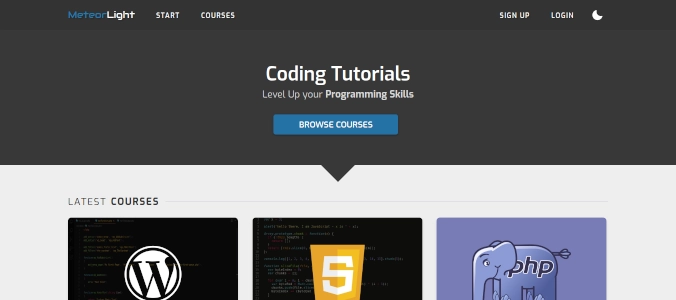 MeteorLight START COURSES SIGN UP LOGIN
Coding Tutorials
Level Up your Programming Skills
BROWSE COURSES
LATEST COURSES
W
5
php